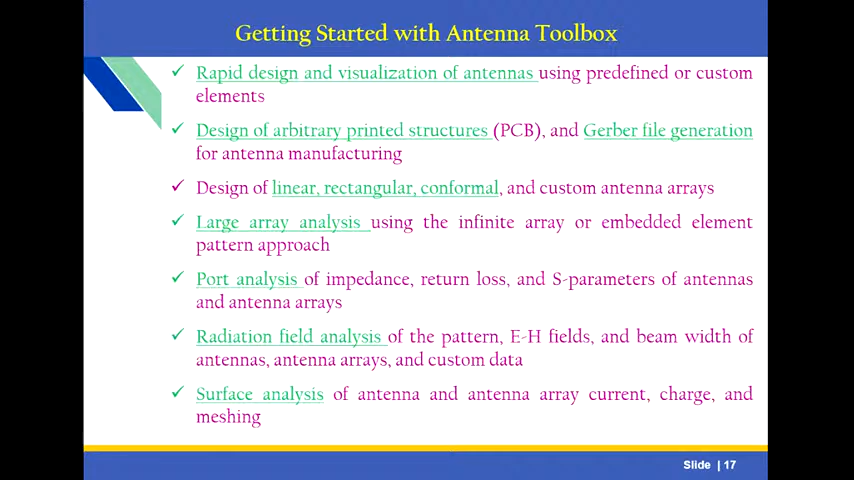 Getting Started with Antenna Toolbox
✓ Rapid design and visualization of antennas using predefined or custom
elements
✓ Design of arbitrary printed structures (PCB), and Gerber file generation
for antenna manufacturing
✓ Design of linear, rectangular, conformal, and custom antenna arrays
✓ Large array analysis using the infinite array or embedded element
pattern approach
✓ Port analysis of impedance, return loss, and S-parameters of antennas
and antenna arrays
✓ Radiation field analysis of the pattern, E-H fields, and beam width of
antennas, antenna arrays, and custom data
✓ Surface analysis of antenna and antenna array current, charge, and
meshing
Slide | 17